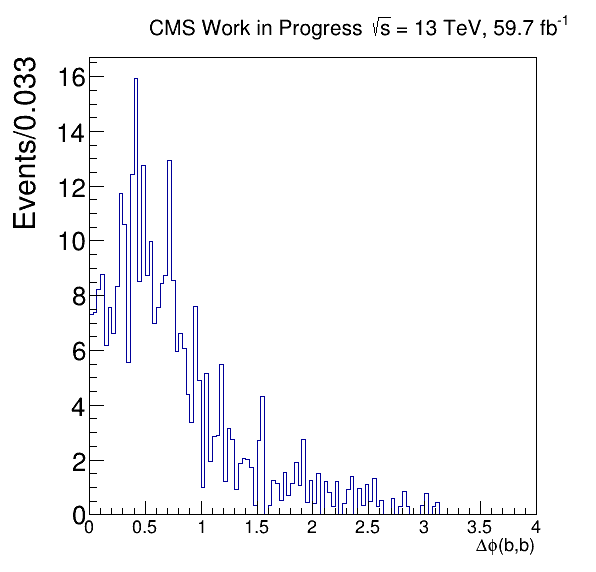 CMS Work in Progress √s = 13 TeV, 59.7 fb⁻¹
Events/0.033
16
14
12
10
8
6
4
2
0
0 0.5 1 1.5 2 2.5 3 3.5 4
Δϕ(b,b)